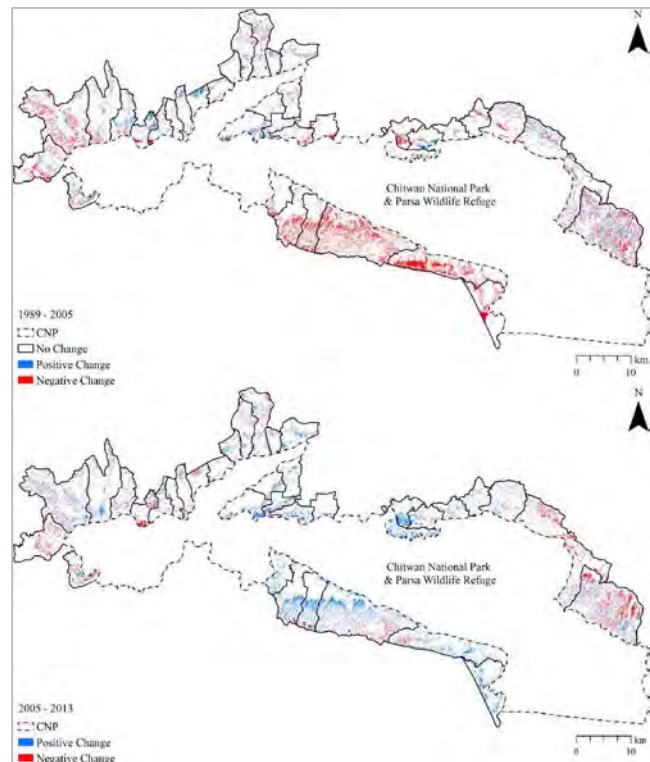 N
Chitwan National Park
& Parsa Wildlife Refuge
1989 - 2005
CNP
No Change
Positive Change
Negative Change
km
0 10
N
Chitwan National Park
& Parsa Wildlife Refuge
2005 - 2013
CNP
Positive Change
Negative Change
km
0 10